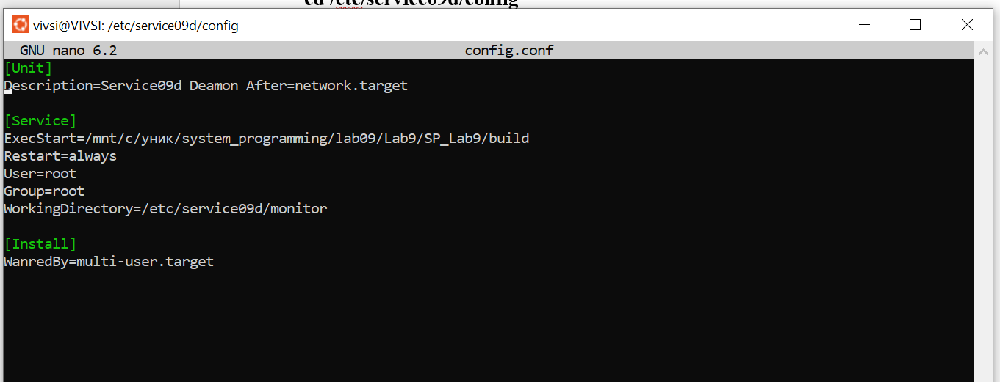 cd /etc/service09d/config
vivsi@VIVSI: /etc/service09d/config
GNU nano 6.2 config.conf
[Unit]
Description=Service09d Deamon After=network.target
[Service]
ExecStart=/mnt/c/уник/system_programming/lab09/Lab9/SP_Lab9/build
Restart=always
User=root
Group=root
WorkingDirectory=/etc/service09d/monitor
[Install]
WanredBy=multi-user.target